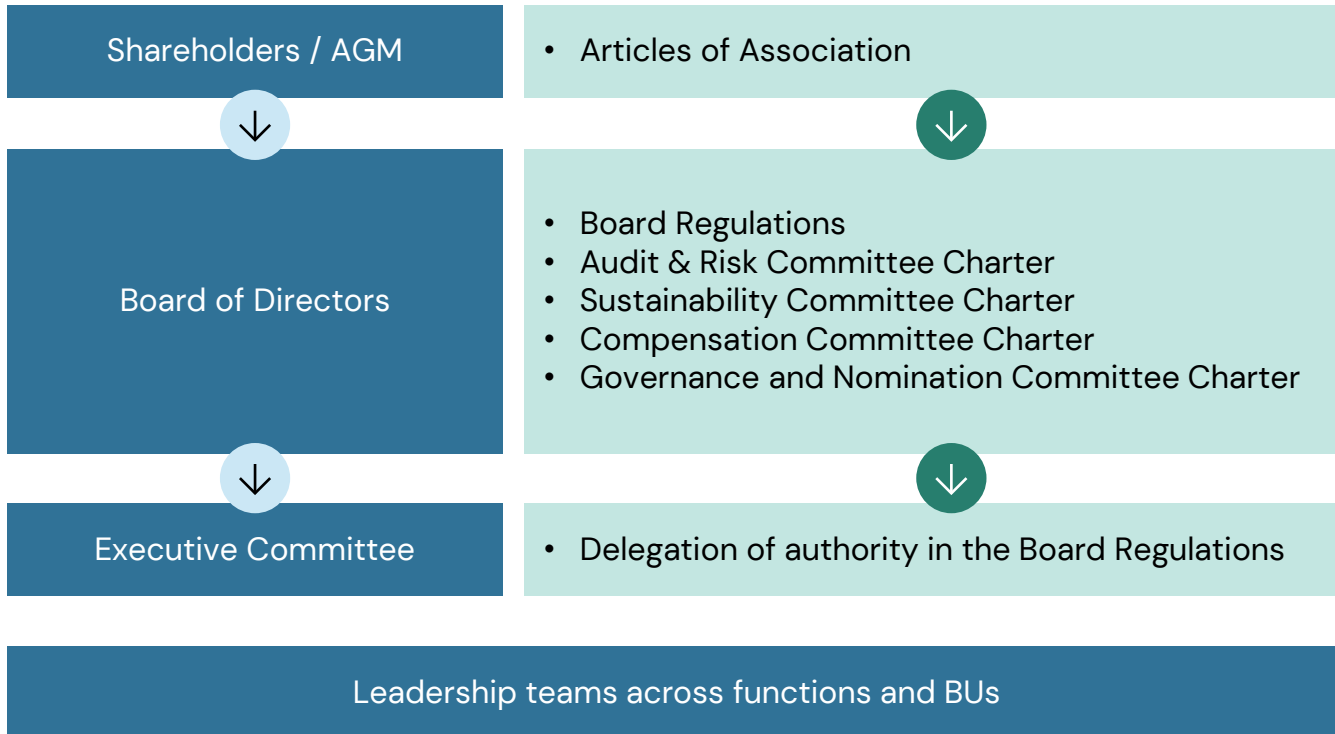 Shareholders / AGM
• Articles of Association
Board of Directors
• Board Regulations
• Audit & Risk Committee Charter
• Sustainability Committee Charter
• Compensation Committee Charter
• Governance and Nomination Committee Charter
Executive Committee
• Delegation of authority in the Board Regulations
Leadership teams across functions and BUs